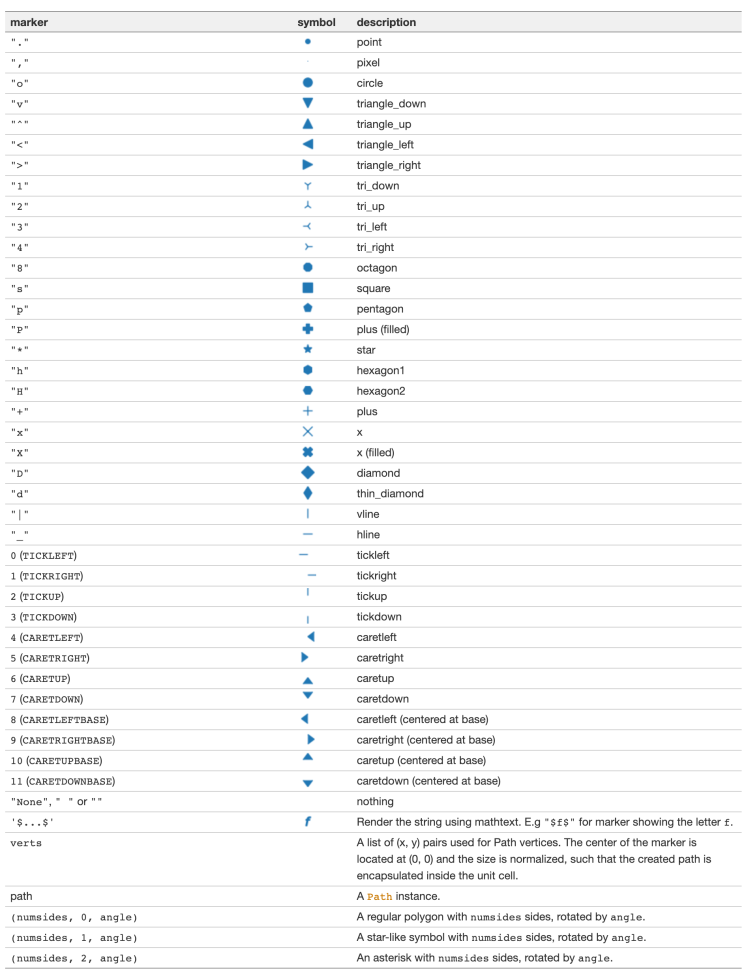 marker symbol description
"." point
"," pixel
"o" circle
"v" triangle_down
"^" triangle_up
"<" triangle_left
">" triangle_right
"1" tri_down
"2" tri_up
"3" tri_left
"4" tri_right
"8" octagon
"s" square
"p" pentagon
"P" plus (filled)
"*" star
"h" hexagon1
"H" hexagon2
"+" plus
"x" x
"X" x (filled)
"D" diamond
"d" thin_diamond
"|" vline
"_" hline
0 (TICKLEFT) tickleft
1 (TICKRIGHT) tickright
2 (TICKUP) tickup
3 (TICKDOWN) tickdown
4 (CARETLEFT) caretleft
5 (CARETRIGHT) caretright
6 (CARETUP) caretup
7 (CARETDOWN) caretdown
8 (CARETLEFTBASE) caretleft (centered at base)
9 (CARETRIGHTBASE) caretright (centered at base)
10 (CARETUPBASE) caretup (centered at base)
11 (CARETDOWNBASE) caretdown (centered at base)
"None", " " or "" nothing
'$...$' f Render the string using mathtext. E.g "$f$" for marker showing the letter f.
verts A list of (x, y) pairs used for Path vertices. The center of the marker is
located at (0, 0) and the size is normalized, such that the created path is
encapsulated inside the unit cell.
path A Path instance.
(numsides, 0, angle) A regular polygon with numsides sides, rotated by angle.
(numsides, 1, angle) A star-like symbol with numsides sides, rotated by angle.
(numsides, 2, angle) An asterisk with numsides sides, rotated by angle.